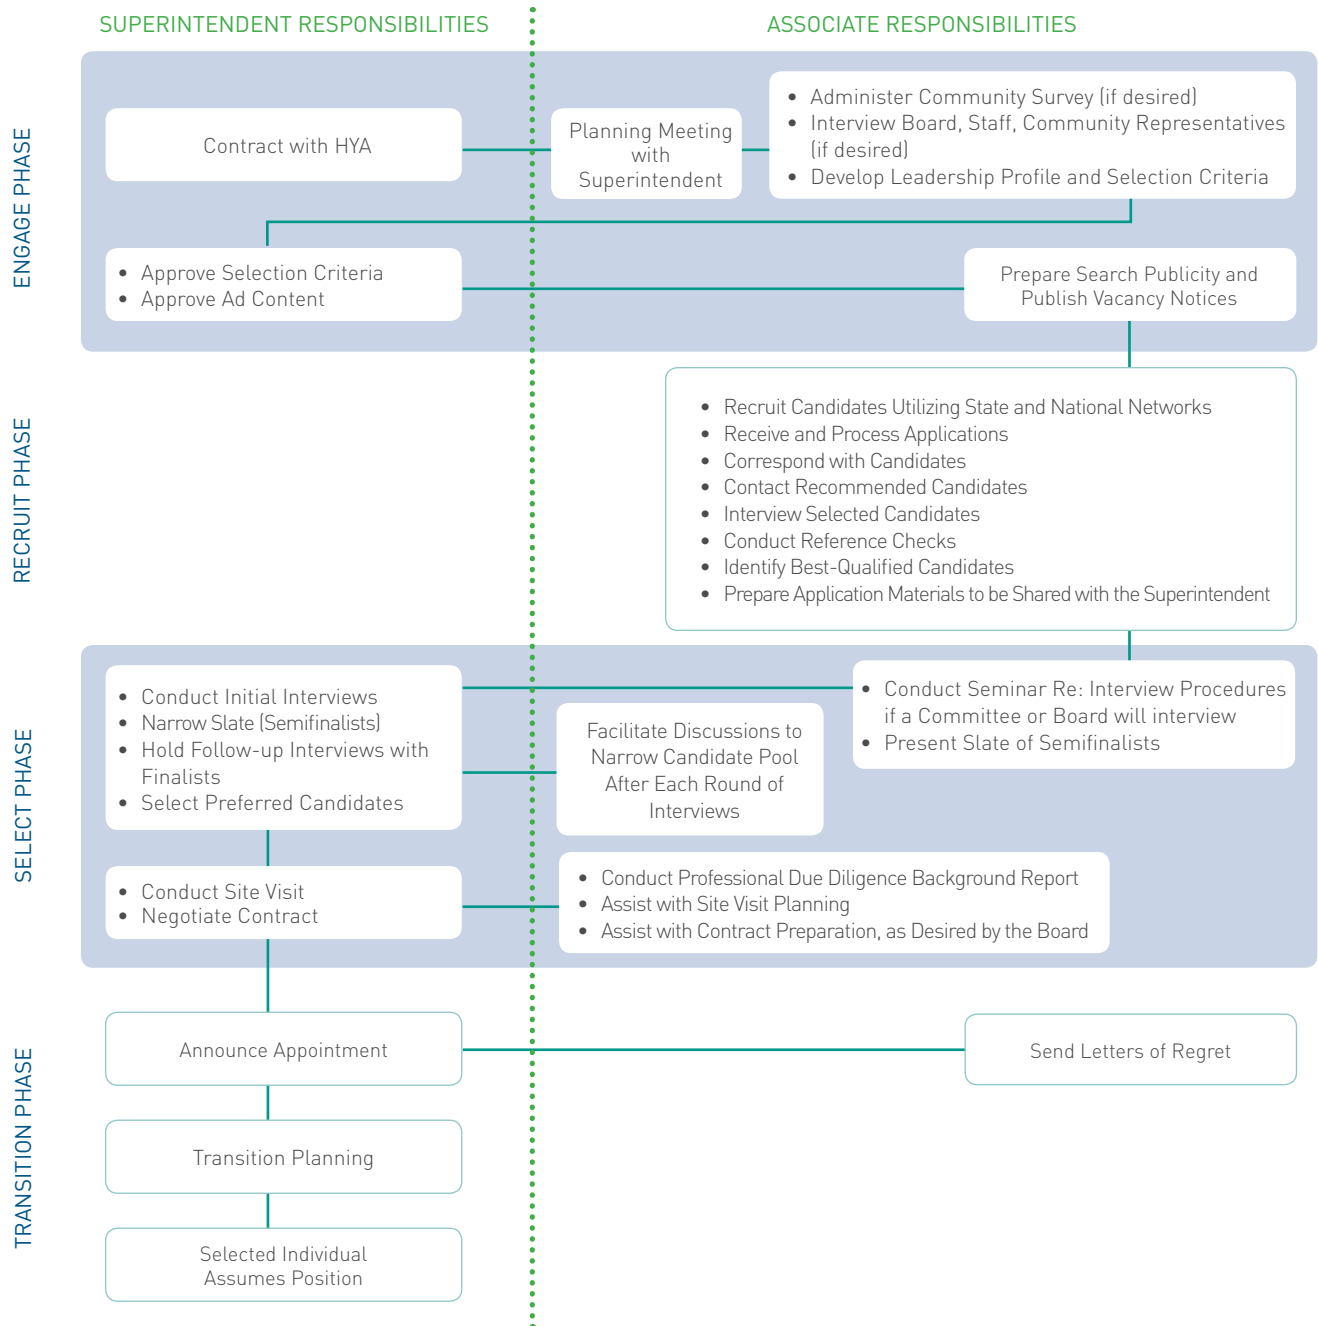 SUPERINTENDENT RESPONSIBILITIES
ASSOCIATE RESPONSIBILITIES
ENGAGE PHASE
Contract with HYA
Planning Meeting
with
Superintendent
• Administer Community Survey (if desired)
• Interview Board, Staff, Community Representatives
(if desired)
• Develop Leadership Profile and Selection Criteria
• Approve Selection Criteria
• Approve Ad Content
Prepare Search Publicity and
Publish Vacancy Notices
RECRUIT PHASE
• Recruit Candidates Utilizing State and National Networks
• Receive and Process Applications
• Correspond with Candidates
• Contact Recommended Candidates
• Interview Selected Candidates
• Conduct Reference Checks
• Identify Best-Qualified Candidates
• Prepare Application Materials to be Shared with the Superintendent
SELECT PHASE
• Conduct Initial Interviews
• Narrow Slate (Semifinalists)
• Hold Follow-up Interviews with
Finalists
• Select Preferred Candidates
Facilitate Discussions to
Narrow Candidate Pool
After Each Round of
Interviews
• Conduct Seminar Re: Interview Procedures
if a Committee or Board will interview
• Present Slate of Semifinalists
• Conduct Site Visit
• Negotiate Contract
• Conduct Professional Due Diligence Background Report
• Assist with Site Visit Planning
• Assist with Contract Preparation, as Desired by the Board
TRANSITION PHASE
Announce Appointment
Send Letters of Regret
Transition Planning
Selected Individual
Assumes Position